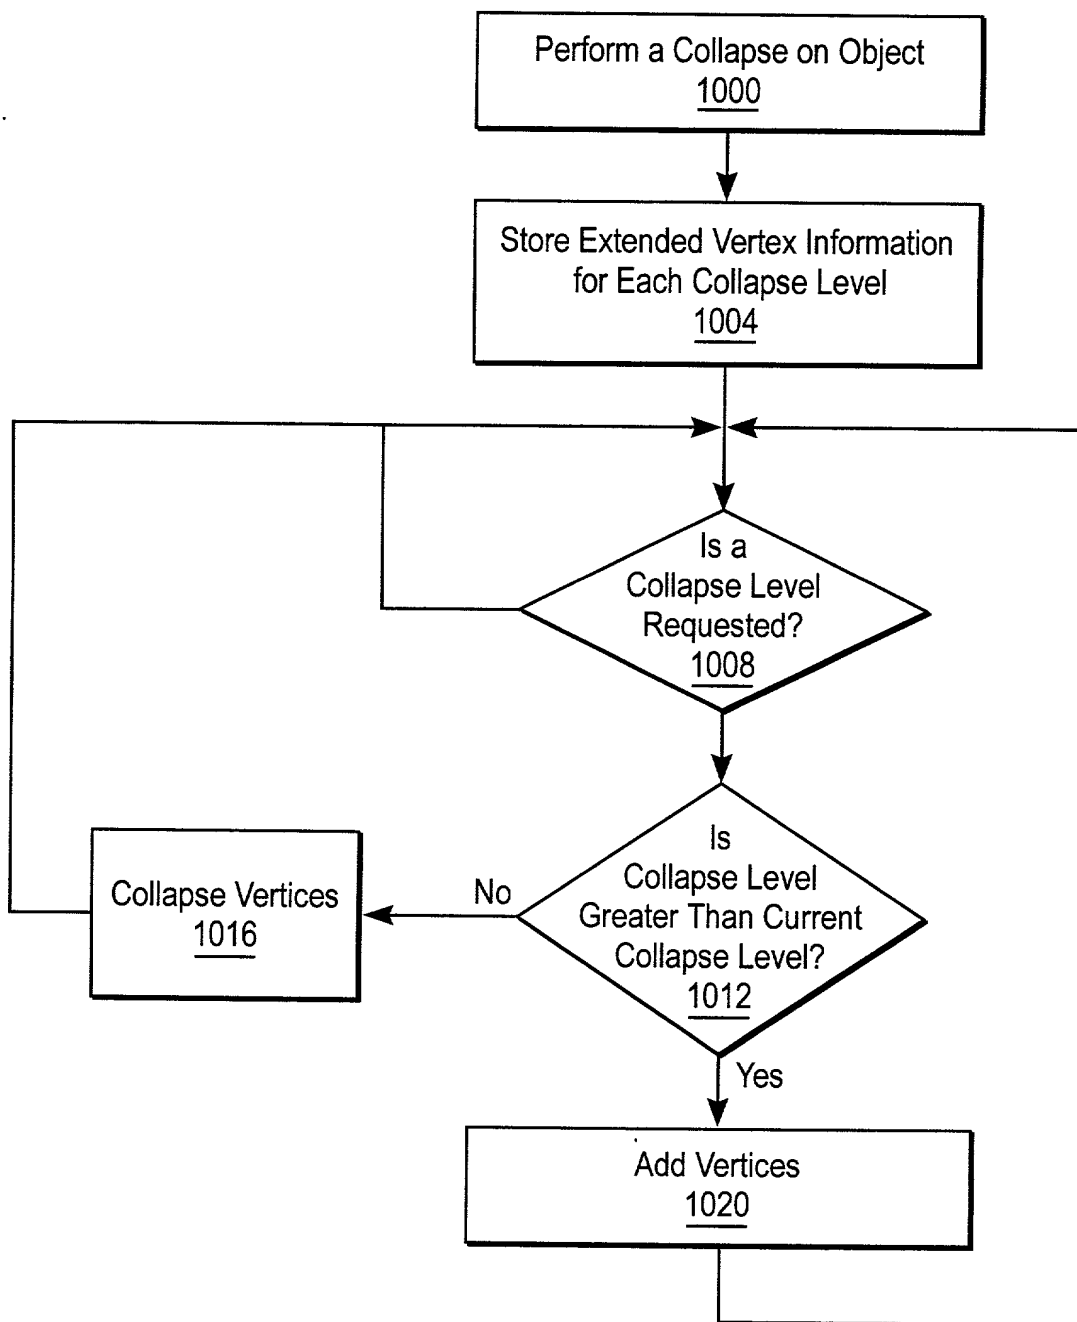 Perform a Collapse on Object
1000
Store Extended Vertex Information
for Each Collapse Level
1004
Is a
Collapse Level
Requested?
1008
Is
Collapse Level
Greater Than Current
Collapse Level?
1012
No
Collapse Vertices
1016
Yes
Add Vertices
1020